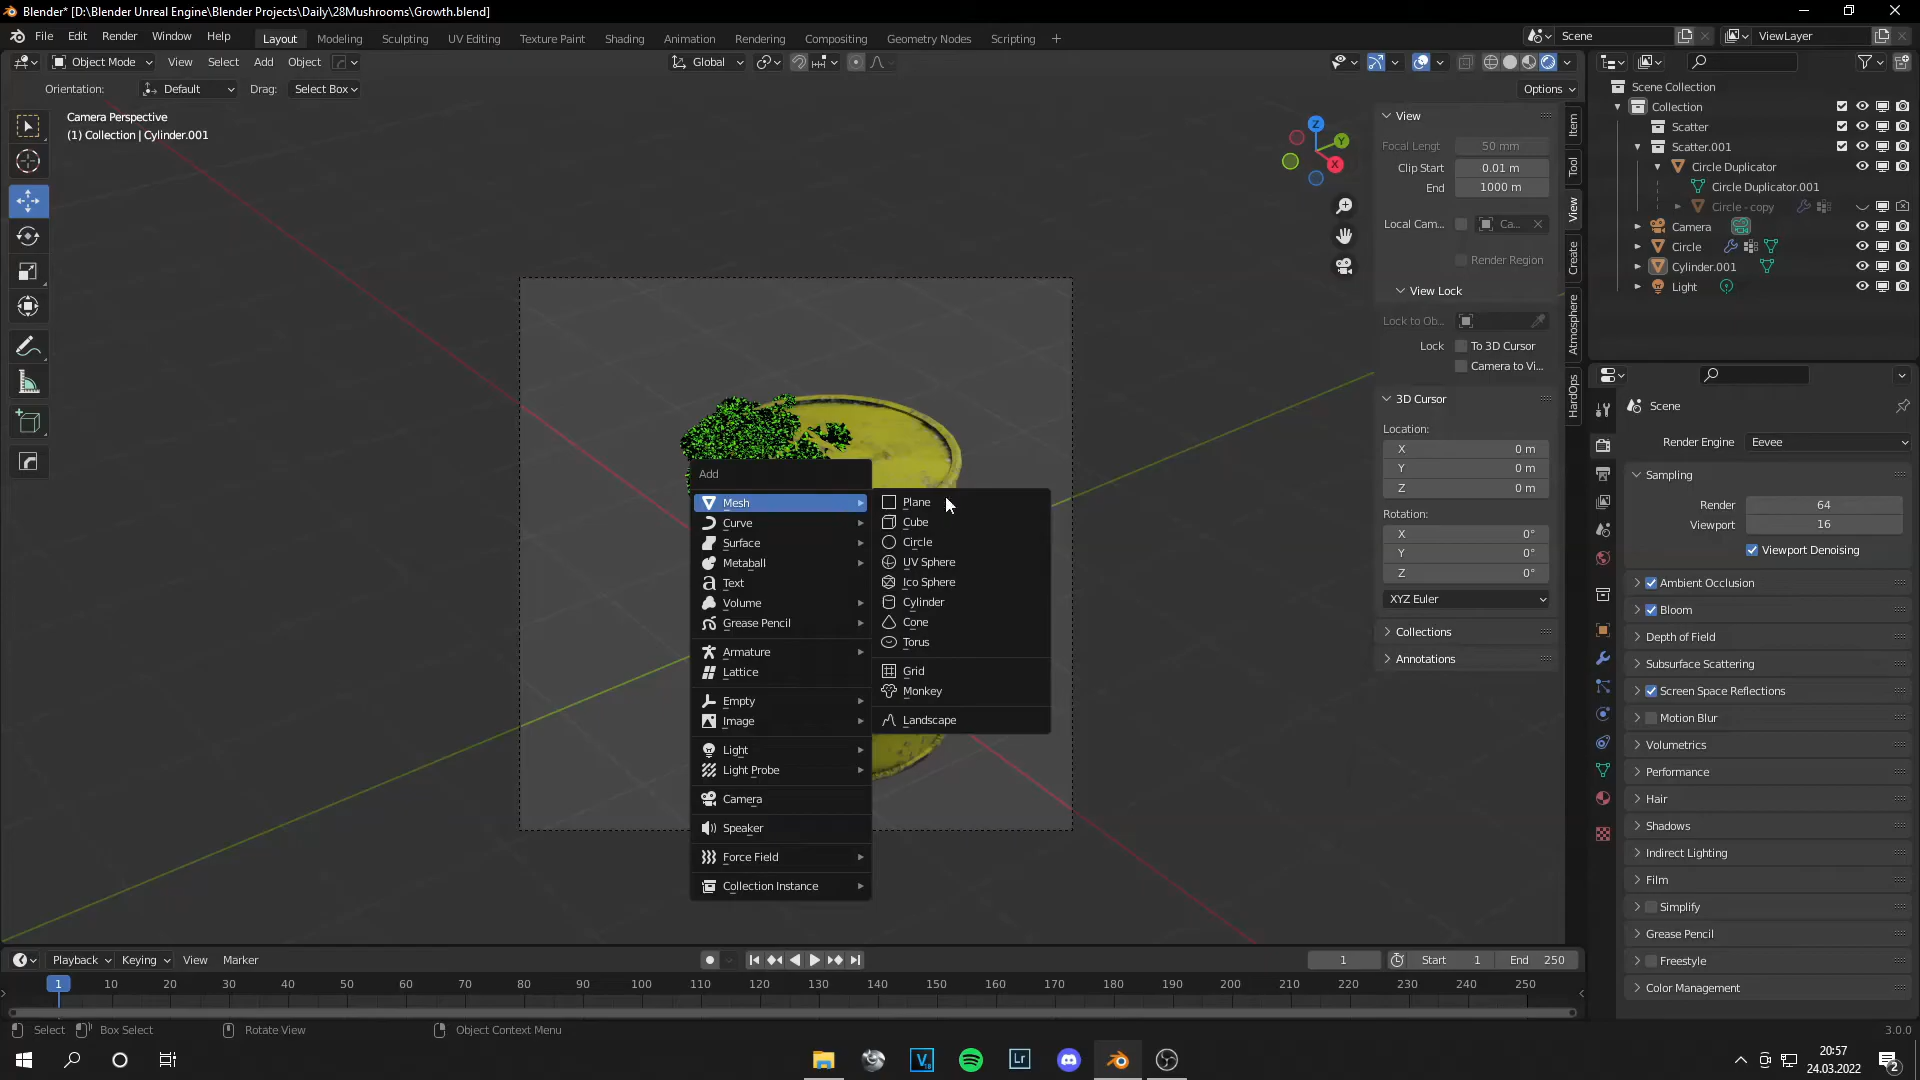 Blender* [D:\Blender Unreal Engine\Blender Projects\Daily\28Mushrooms\Growth.blend]
File Edit Render Window Help Layout Modeling Sculpting UV Editing Texture Paint Shading Animation Rendering Compositing Geometry Nodes Scripting + Scene ViewLayer
Object Mode View Select Add Object Global
Orientation: Default Drag: Select Box Options
Camera Perspective
(1) Collection | Cylinder.001
Z
Y
X
View
Focal Lengt 50 mm
Clip Start 0.01 m
End 1000 m
Local Cam... Ca...
Render Region
View Lock
Lock to Ob...
Lock To 3D Cursor
Camera to Vi...
3D Cursor
Location:
X 0 m
Y 0 m
Z 0 m
Rotation:
X 0°
Y 0°
Z 0°
XYZ Euler
Collections
Annotations
Item
Tool
View
Create
Atmosphere
HardOps
Add
Mesh
Curve
Surface
Metaball
Text
Volume
Grease Pencil
Armature
Lattice
Empty
Image
Light
Light Probe
Camera
Speaker
Force Field
Collection Instance
Plane
Cube
Circle
UV Sphere
Ico Sphere
Cylinder
Cone
Torus
Grid
Monkey
Landscape
Scene Collection
Collection
Scatter
Scatter.001
Circle Duplicator
Circle Duplicator.001
Circle - copy
Camera
Circle
Cylinder.001
Light
Scene
Render Engine Eevee
Sampling
Render 64
Viewport 16
Viewport Denoising
Ambient Occlusion
Bloom
Depth of Field
Subsurface Scattering
Screen Space Reflections
Motion Blur
Volumetrics
Performance
Hair
Shadows
Indirect Lighting
Film
Simplify
Grease Pencil
Freestyle
Color Management
Playback Keying View Marker 1 Start 1 End 250
1 10 20 30 40 50 60 70 80 90 100 110 120 130 140 150 160 170 180 190 200 210 220 230 240 250
Select Box Select Rotate View Object Context Menu 3.0.0
Lr
20:57
24.03.2022
2